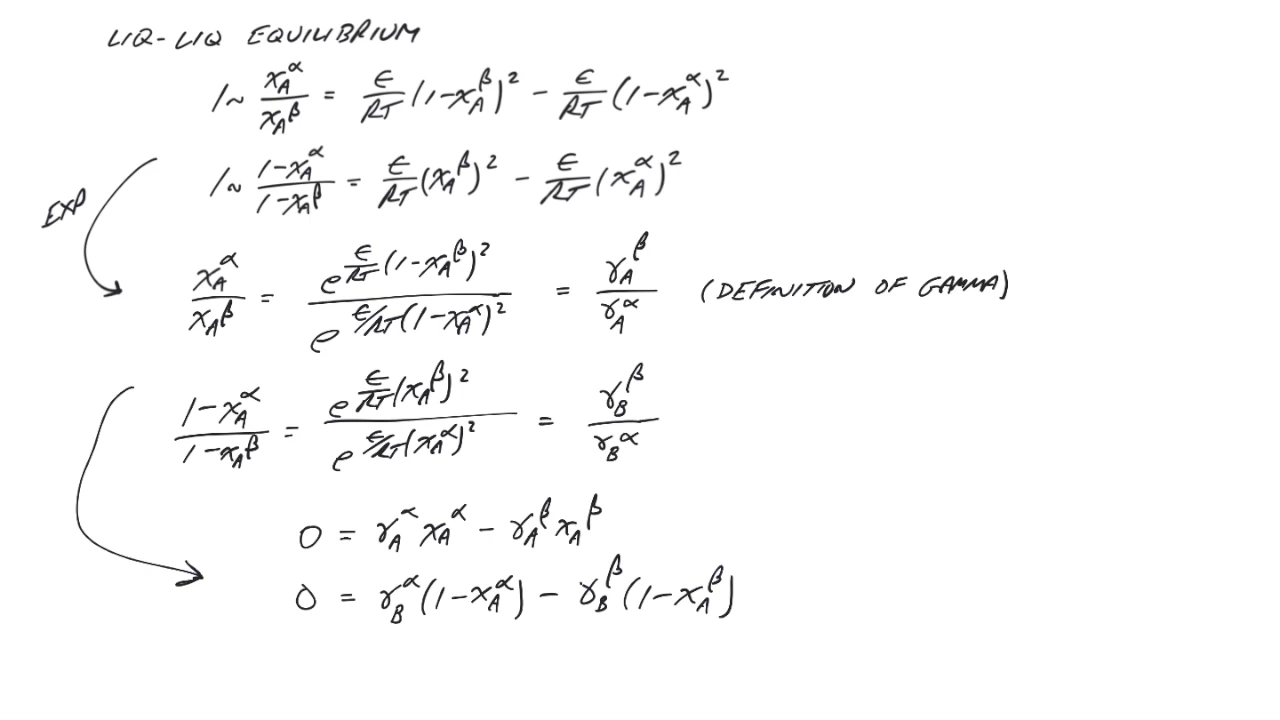 LIQ-LIQ EQUILIBRIUM
ln x_A^α / x_A^β = ϵ/RT (1-x_A^β)^2 - ϵ/RT (1-x_A^α)^2
ln (1-x_A^α) / (1-x_A^β) = ϵ/RT (x_A^β)^2 - ϵ/RT (x_A^α)^2
EXP
x_A^α / x_A^β = e^{ϵ/RT (1-x_A^β)^2} / e^{ϵ/RT (1-x_A^α)^2} = γ_A^β / γ_A^α (DEFINITION OF GAMMA)
(1-x_A^α) / (1-x_A^β) = e^{ϵ/RT (x_A^β)^2} / e^{ϵ/RT (x_A^α)^2} = γ_B^β / γ_B^α
0 = γ_A^α x_A^α - γ_A^β x_A^β
0 = γ_B^α (1-x_A^α) - γ_B^β (1-x_A^β)